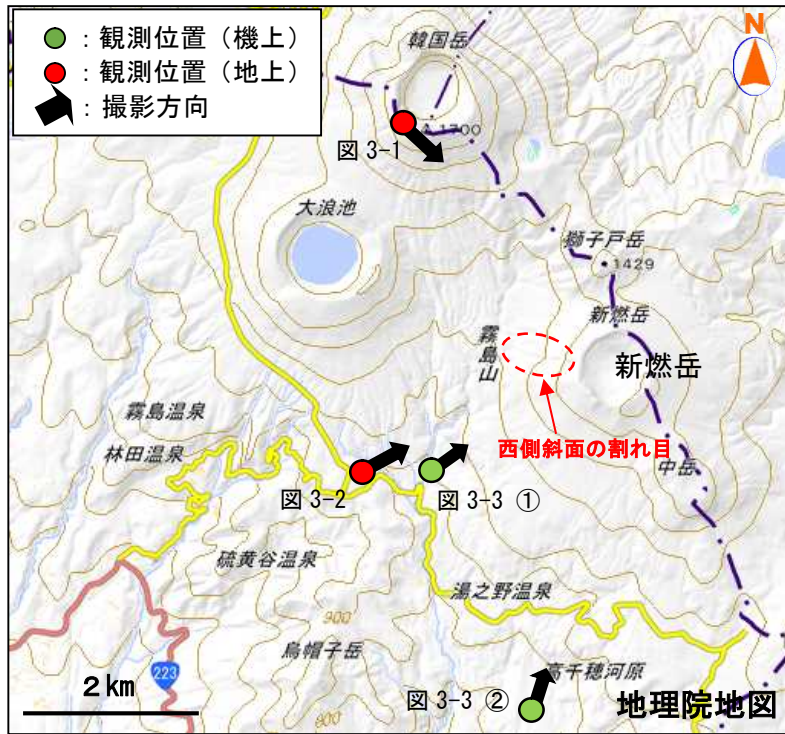 ：観測位置（機上）
：観測位置（地上）
：撮影方向
N
韓国岳
1700
図 3-1
大浪池
獅子戸岳
1429
新燃岳
新燃岳
霧島山
西側斜面の割れ目
霧島温泉
林田温泉
中岳
図 3-2
図 3-3 ①
硫黄谷温泉
湯之野温泉
900
烏帽子岳
高千穂河原
223
2km
図 3-3 ②
800
地理院地図